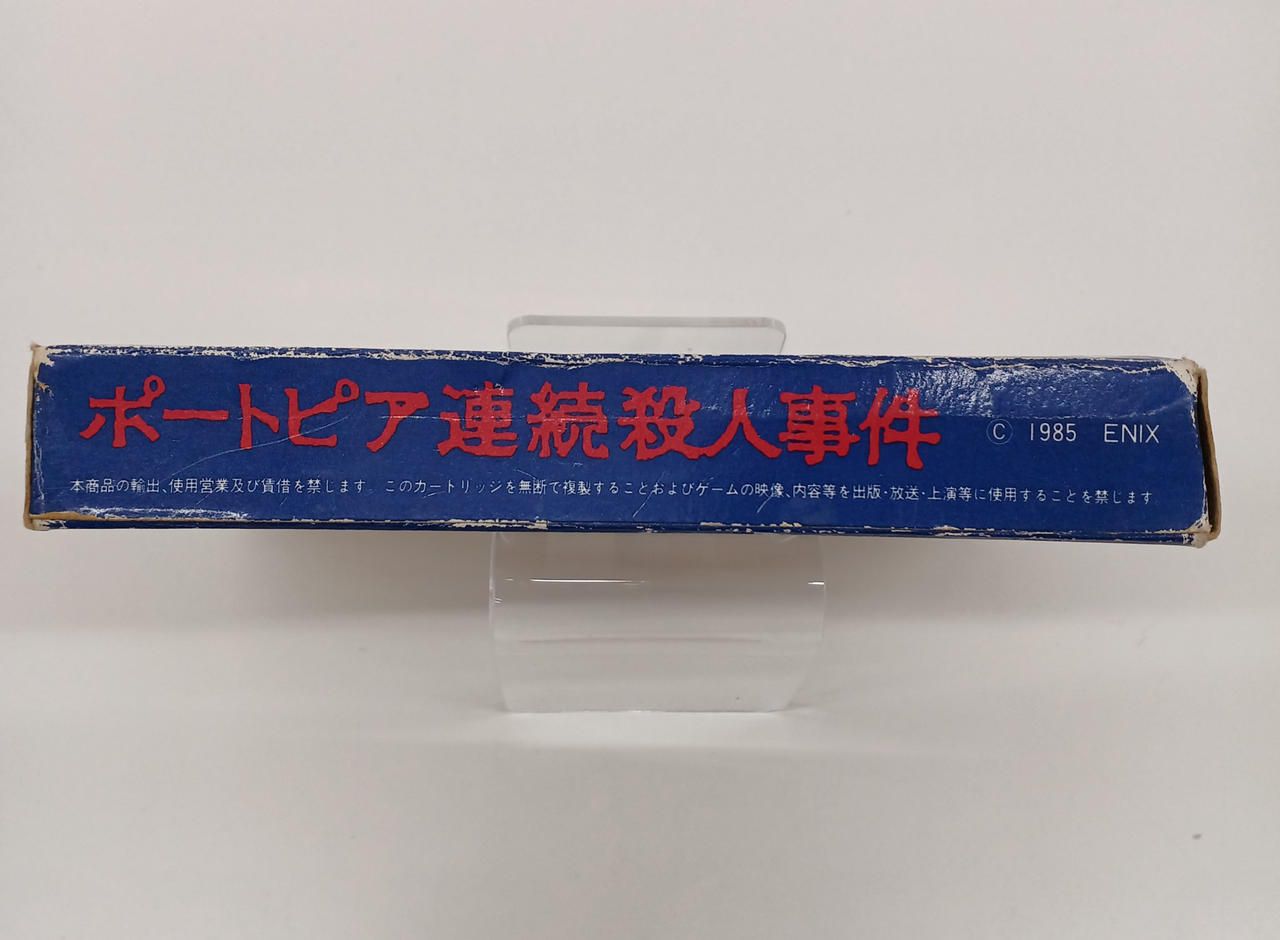 ポートピア連続殺人事件 Ⓒ 1985 ENIX
本商品の輸出、使用営業及び賃借を禁じます。このカートリッジを無断で複製することおよびゲームの映像、内容等を出版・放送・上演等に使用することを禁じます。